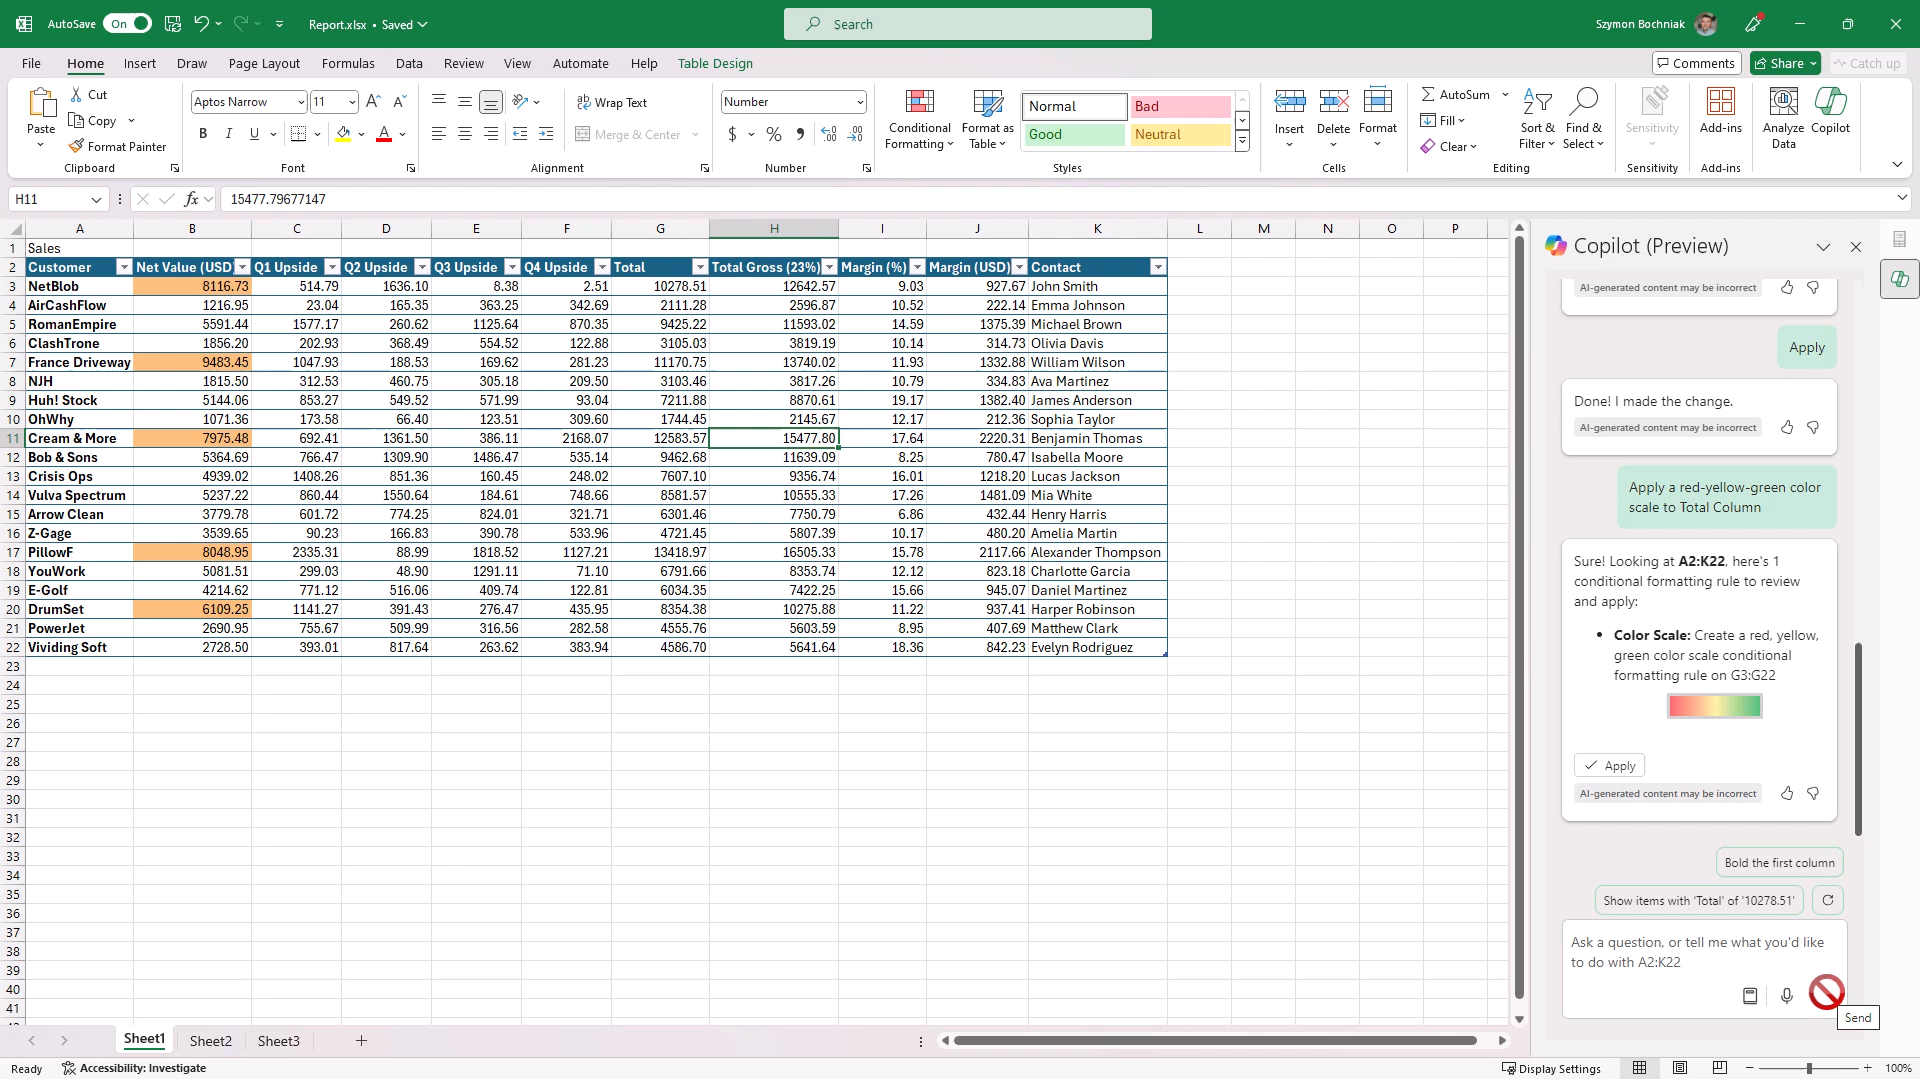 AutoSave On Report.xlsx • Saved Search Szymon Bochniak
File Home Insert Draw Page Layout Formulas Data Review View Automate Help Table Design Comments Share Catch up
Paste Cut Copy Format Painter Clipboard
Aptos Narrow 11 B I U A Font
Wrap Text Merge & Center Alignment
Number $ % Number
Conditional Formatting Format as Table Normal Bad Good Neutral Styles
Insert Delete Format Cells
AutoSum Fill Clear Sort & Filter Find & Select Editing
Sensitivity Sensitivity
Add-ins Add-ins
Analyze Data Copilot
H11 fx 15477.79677147
A B C D E F G H I J K L M N O P
1 Sales
2 Customer Net Value (USD) Q1 Upside Q2 Upside Q3 Upside Q4 Upside Total Total Gross (23%) Margin (%) Margin (USD) Contact
3 NetBlob 8116.73 514.79 1636.10 8.38 2.51 10278.51 12642.57 9.03 927.67 John Smith
4 AirCashFlow 1216.95 23.04 165.35 363.25 342.69 2111.28 2596.87 10.52 222.14 Emma Johnson
5 RomanEmpire 5591.44 1577.17 260.62 1125.64 870.35 9425.22 11593.02 14.59 1375.39 Michael Brown
6 ClashTrone 1856.20 202.93 368.49 554.52 122.88 3105.03 3819.19 10.14 314.73 Olivia Davis
7 France Driveway 9483.45 1047.93 188.53 169.62 281.23 11170.75 13740.02 11.93 1332.88 William Wilson
8 NJH 1815.50 312.53 460.75 305.18 209.50 3103.46 3817.26 10.79 334.83 Ava Martinez
9 Huh! Stock 5144.06 853.27 549.52 571.99 93.04 7211.88 8870.61 19.17 1382.40 James Anderson
10 OhWhy 1071.36 173.58 66.40 123.51 309.60 1744.45 2145.67 12.17 212.36 Sophia Taylor
11 Cream & More 7975.48 692.41 1361.50 386.11 2168.07 12583.57 15477.80 17.64 2220.31 Benjamin Thomas
12 Bob & Sons 5364.69 766.47 1309.90 1486.47 535.14 9462.68 11639.09 8.25 780.47 Isabella Moore
13 Crisis Ops 4939.02 1408.26 851.36 160.45 248.02 7607.10 9356.74 16.01 1218.20 Lucas Jackson
14 Vulva Spectrum 5237.22 860.44 1550.64 184.61 748.66 8581.57 10555.33 17.26 1481.09 Mia White
15 Arrow Clean 3779.78 601.72 774.25 824.01 321.71 6301.46 7750.79 6.86 432.44 Henry Harris
16 Z-Gage 3539.65 90.23 166.83 390.78 533.96 4721.45 5807.39 10.17 480.20 Amelia Martin
17 PillowF 8048.95 2335.31 88.99 1818.52 1127.21 13418.97 16505.33 15.78 2117.66 Alexander Thompson
18 YouWork 5081.51 299.03 48.90 1291.11 71.10 6791.66 8353.74 12.12 823.18 Charlotte Garcia
19 E-Golf 4214.62 771.12 516.06 409.74 122.81 6034.35 7422.25 15.66 945.07 Daniel Martinez
20 DrumSet 6109.25 1141.27 391.43 276.47 435.95 8354.38 10275.88 11.22 937.41 Harper Robinson
21 PowerJet 2690.95 755.67 509.99 316.56 282.58 4555.76 5603.59 8.95 407.69 Matthew Clark
22 Vividing Soft 2728.50 393.01 817.64 263.62 383.94 4586.70 5641.64 18.36 842.23 Evelyn Rodriguez
23
24
25
26
27
28
29
30
31
32
33
34
35
36
37
38
39
40
41
Copilot (Preview)
AI-generated content may be incorrect
Apply
Done! I made the change.
AI-generated content may be incorrect
Apply a red-yellow-green color
scale to Total Column
Sure! Looking at A2:K22, here's 1
conditional formatting rule to review
and apply:
• Color Scale: Create a red, yellow,
green color scale conditional
formatting rule on G3:G22
Apply
AI-generated content may be incorrect
Bold the first column
Show items with 'Total' of '10278.51'
Ask a question, or tell me what you'd like
to do with A2:K22
Send
Sheet1 Sheet2 Sheet3
Ready Accessibility: Investigate Display Settings 100%